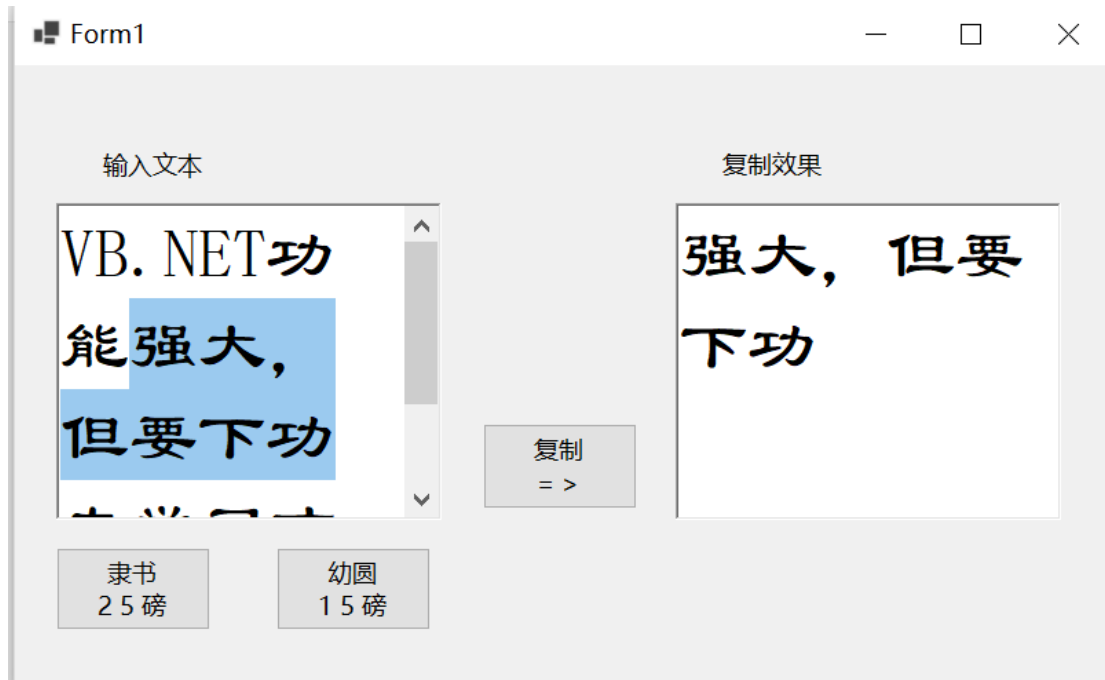 Form1
输入文本
复制效果
VB.NET功
能强大，
但要下功
强大，但要
下功
复制
= >
隶书
25磅
幼圆
15磅